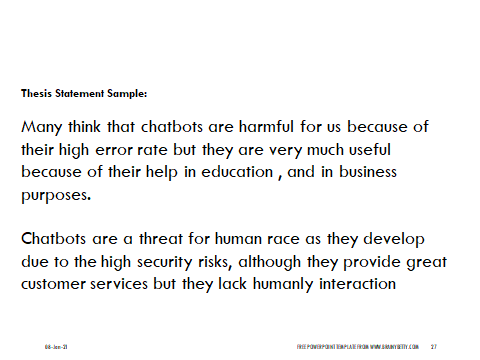 Thesis Statement Sample:
Many think that chatbots are harmful for us because of
their high error rate but they are very much useful
because of their help in education , and in business
purposes.
Chatbots are a threat for human race as they develop
due to the high security risks, although they provide great
customer services but they lack humanly interaction
08-Jan-21
FREE POWERPOINT TEMPLATE FROM WWW.BRAINYBETTY.COM
27